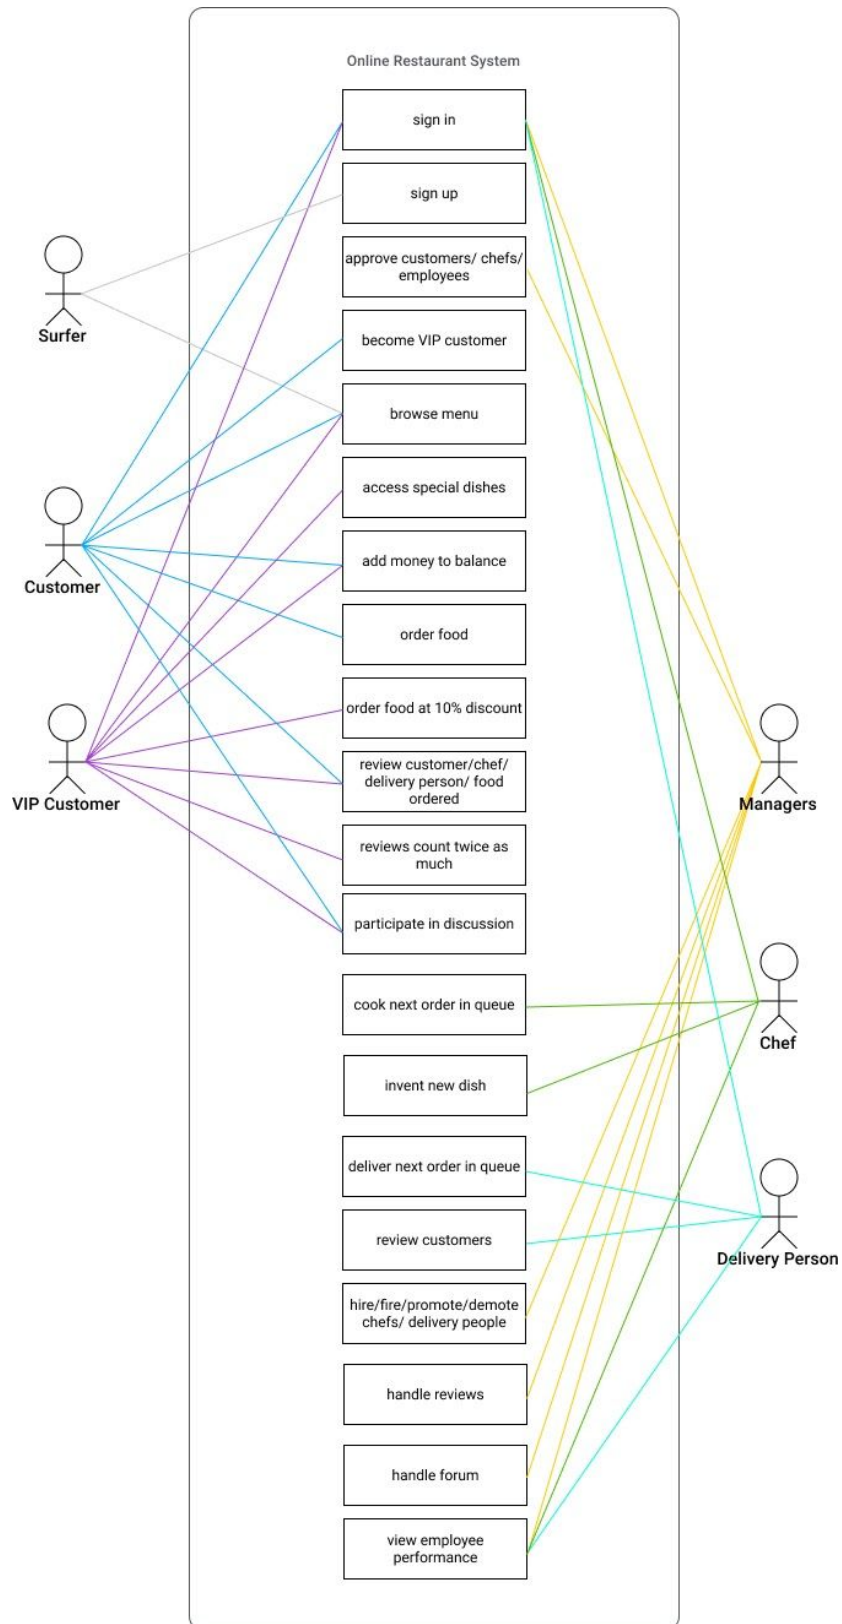 Online Restaurant System
sign in
sign up
approve customers/ chefs/
employees
Surfer
become VIP customer
browse menu
access special dishes
add money to balance
Customer
order food
order food at 10% discount
review customer/chef/
delivery person/ food
ordered
VIP Customer
Managers
reviews count twice as
much
participate in discussion
cook next order in queue
Chef
invent new dish
deliver next order in queue
review customers
Delivery Person
hire/fire/promote/demote
chefs/ delivery people
handle reviews
handle forum
view employee
performance